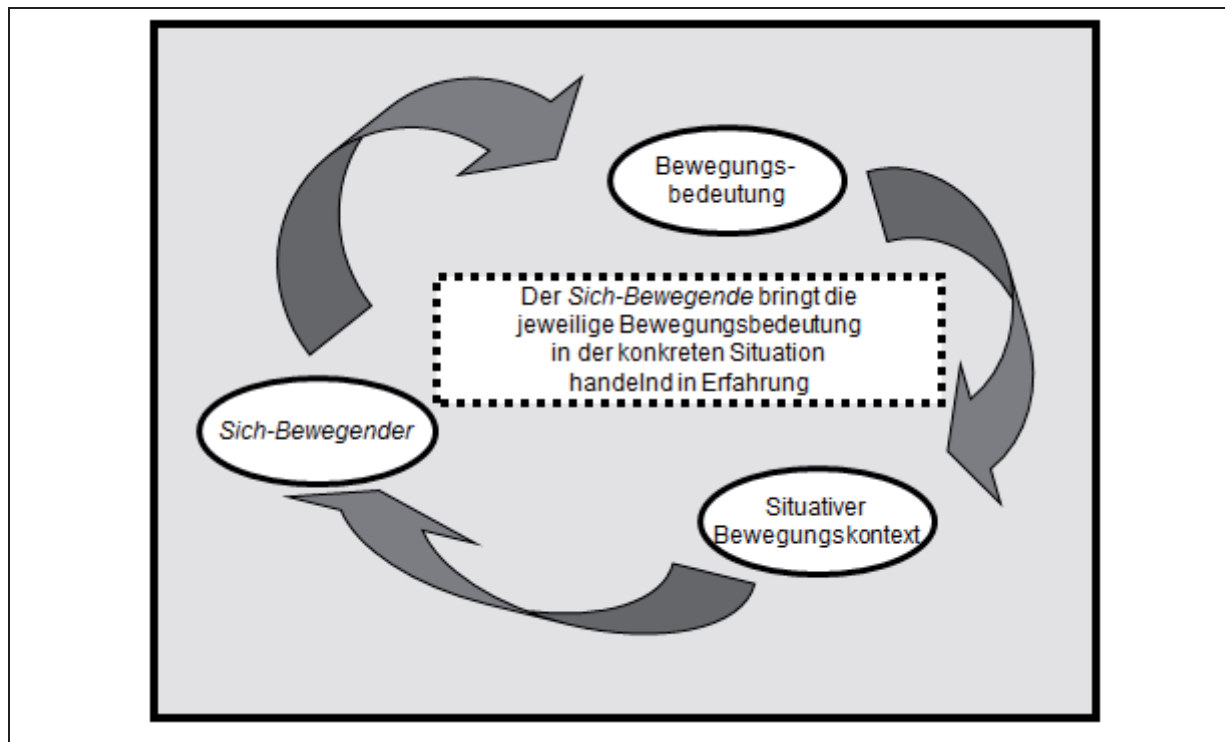 Bewegungs-
bedeutung
Der Sich-Bewegende bringt die
jeweilige Bewegungsbedeutung
in der konkreten Situation
handelnd in Erfahrung
Sich-Bewegender
Situativer
Bewegungskontext